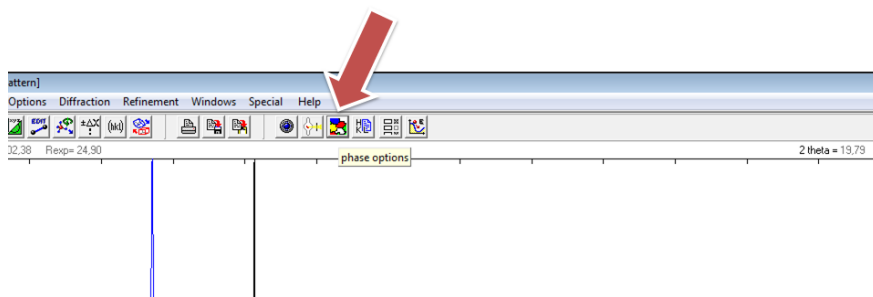 attern]
Options Diffraction Refinement Windows Special Help
EDIT ±ΔX (hkl)
02,38 Rexp= 24,90 2 theta = 19,79
phase options